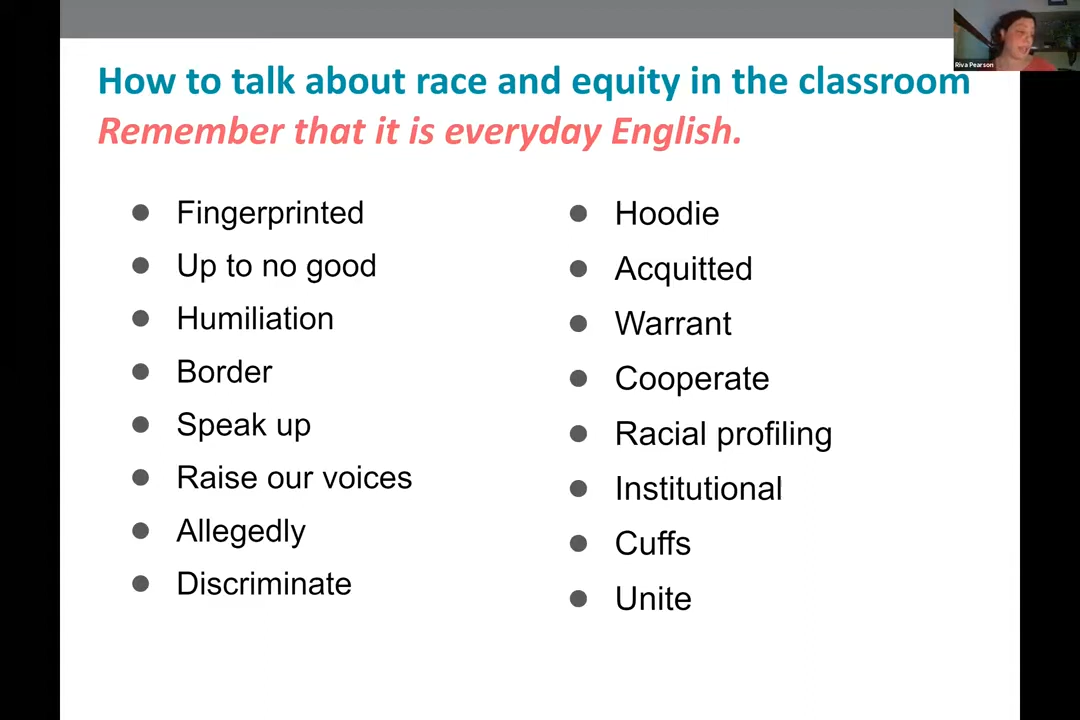 Riva Pearson
How to talk about race and equity in the classroom
Remember that it is everyday English.
● Fingerprinted
● Up to no good
● Humiliation
● Border
● Speak up
● Raise our voices
● Allegedly
● Discriminate
● Hoodie
● Acquitted
● Warrant
● Cooperate
● Racial profiling
● Institutional
● Cuffs
● Unite